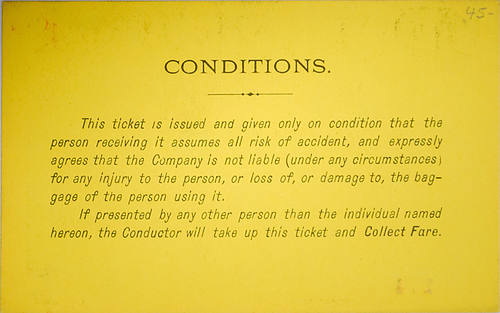 45-
CONDITIONS.
This ticket is issued and given only on condition that the
person receiving it assumes all risk of accident, and expressly
agrees that the Company is not liable (under any circumstances)
for any injury to the person, or loss of, or damage to, the bag-
gage of the person using it.
If presented by any other person than the individual named
hereon, the Conductor will take up this ticket and Collect Fare.